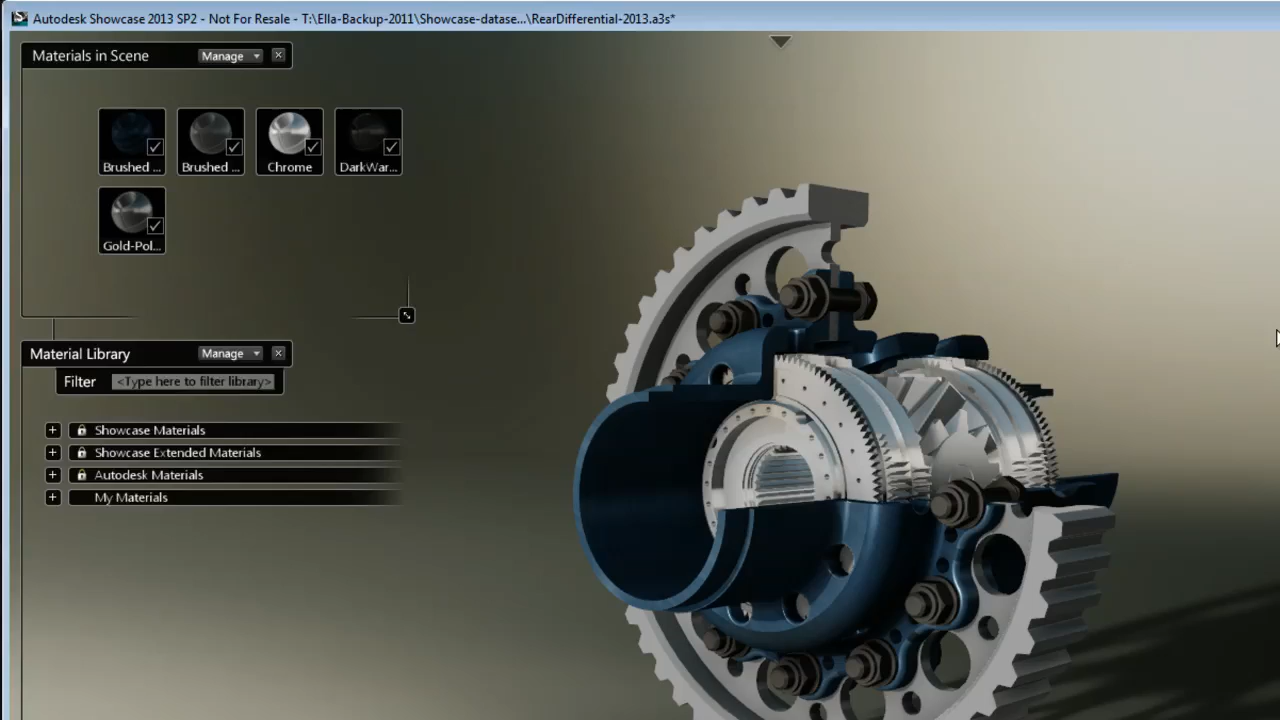 Autodesk Showcase 2013 SP2 - Not For Resale - T:\Ella-Backup-2011\Showcase-datase...\RearDifferential-2013.a3s*
Materials in Scene Manage
Brushed ... Brushed ... Chrome DarkWar...
Gold-Pol...
Material Library Manage
Filter <Type here to filter library>
Showcase Materials
Showcase Extended Materials
Autodesk Materials
My Materials